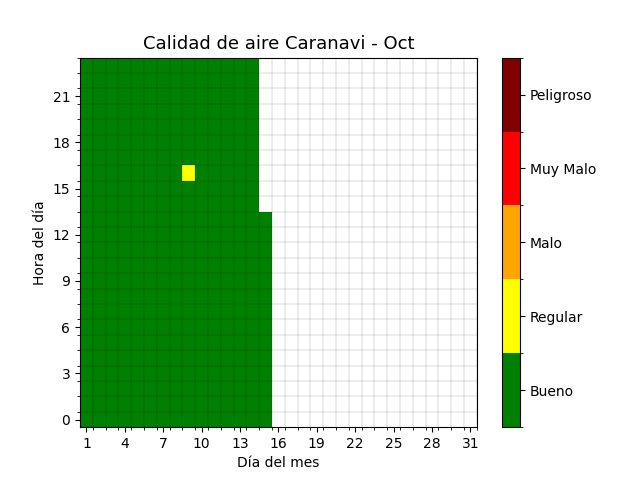 Calidad de aire Caranavi - Oct
Hora del día
21
18
15
12
9
6
3
0
1 4 7 10 13 16 19 22 25 28 31
Día del mes
Peligroso
Muy Malo
Malo
Regular
Bueno